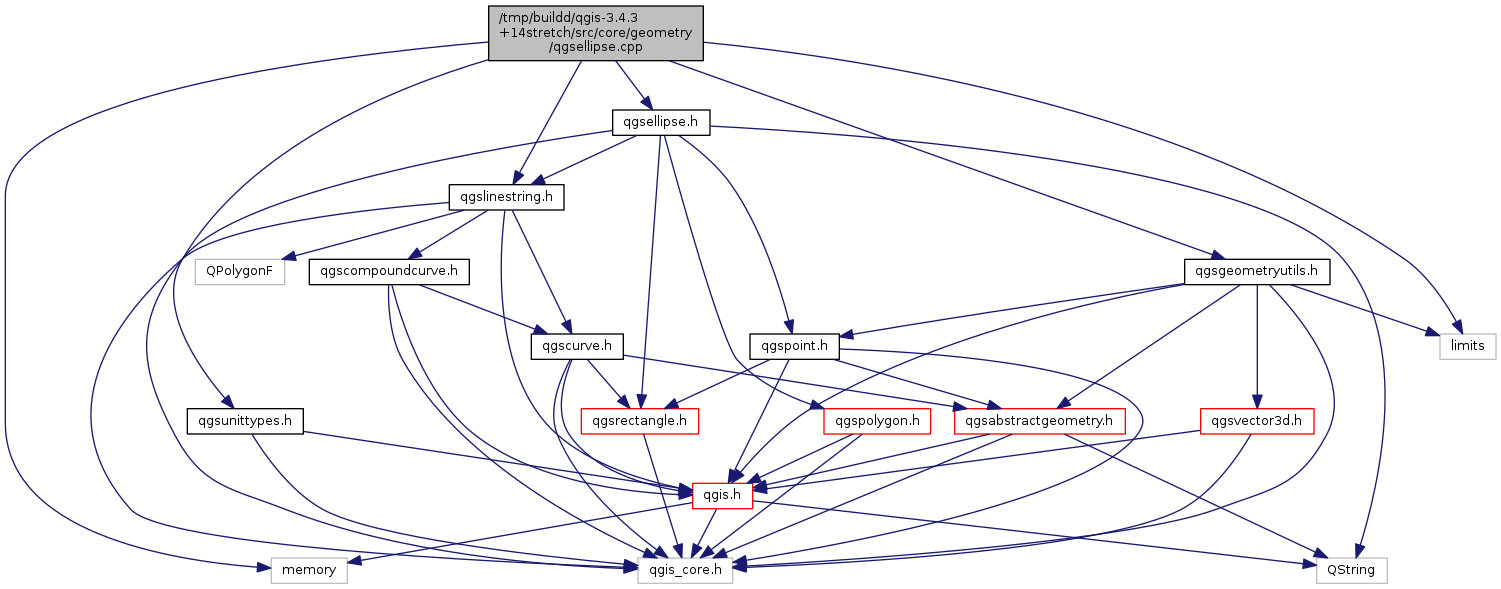 /tmp/buildd/qgis-3.4.3
+14stretch/src/core/geometry
/qgsellipse.cpp
qgsellipse.h
qgslinestring.h
QPolygonF
qgscompoundcurve.h
qgsgeometryutils.h
qgscurve.h
qgspoint.h
limits
qgsunittypes.h
qgsrectangle.h
qgspolygon.h
qgsabstractgeometry.h
qgsvector3d.h
qgis.h
memory
qgis_core.h
QString